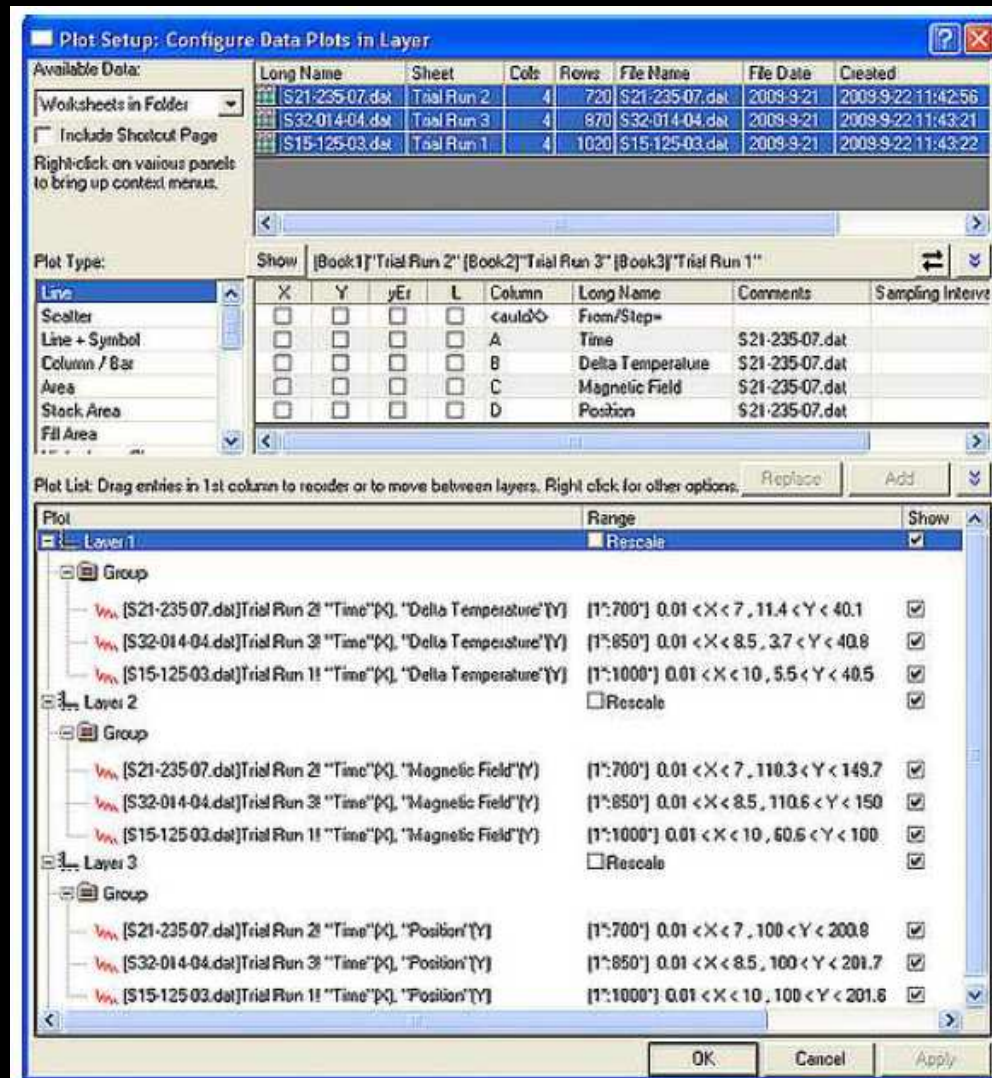 Plot Setup: Configure Data Plots in Layer
Available Data:
Worksheets in Folder
Include Shortcut Page
Right-click on various panels
to bring up context menus.
Long Name Sheet Cols Rows File Name File Date Created
S21-235-07.dat Trial Run 2 4 720 S21-235-07.dat 2009-9-21 2009-9-22 11:42:56
S32-014-04.dat Trial Run 3 4 870 S32-014-04.dat 2009-9-21 2009-9-22 11:43:21
S15-125-03.dat Trial Run 1 4 1020 S15-125-03.dat 2009-9-21 2009-9-22 11:43:22
Plot Type:
Show [Book1]"Trial Run 2" [Book2]"Trial Run 3" [Book3]"Trial Run 1"
Line
Scatter
Line + Symbol
Column / Bar
Area
Stack Area
Fill Area
X Y yEr L Column Long Name Comments Sampling Interva
<autoX> From/Step=
A Time S21-235-07.dat
B Delta Temperature S21-235-07.dat
C Magnetic Field S21-235-07.dat
D Position S21-235-07.dat
Plot List: Drag entries in 1st column to reorder or to move between layers. Right click for other options. Replace Add
Plot Range Show
Layer 1 Rescale
Group
[S21-235-07.dat]Trial Run 2! "Time"(X), "Delta Temperature"(Y) [1*:700*] 0.01 < X < 7 , 11.4 < Y < 40.1
[S32-014-04.dat]Trial Run 3! "Time"(X), "Delta Temperature"(Y) [1*:850*] 0.01 < X < 8.5 , 3.7 < Y < 40.8
[S15-125-03.dat]Trial Run 1! "Time"(X), "Delta Temperature"(Y) [1*:1000*] 0.01 < X < 10 , 5.5 < Y < 40.5
Layer 2 Rescale
Group
[S21-235-07.dat]Trial Run 2! "Time"(X), "Magnetic Field"(Y) [1*:700*] 0.01 < X < 7 , 118.3 < Y < 149.7
[S32-014-04.dat]Trial Run 3! "Time"(X), "Magnetic Field"(Y) [1*:850*] 0.01 < X < 8.5 , 110.6 < Y < 150
[S15-125-03.dat]Trial Run 1! "Time"(X), "Magnetic Field"(Y) [1*:1000*] 0.01 < X < 10 , 60.6 < Y < 100
Layer 3 Rescale
Group
[S21-235-07.dat]Trial Run 2! "Time"(X), "Position"(Y) [1*:700*] 0.01 < X < 7 , 100 < Y < 200.8
[S32-014-04.dat]Trial Run 3! "Time"(X), "Position"(Y) [1*:850*] 0.01 < X < 8.5 , 100 < Y < 201.7
[S15-125-03.dat]Trial Run 1! "Time"(X), "Position"(Y) [1*:1000*] 0.01 < X < 10 , 100 < Y < 201.6
OK Cancel Apply